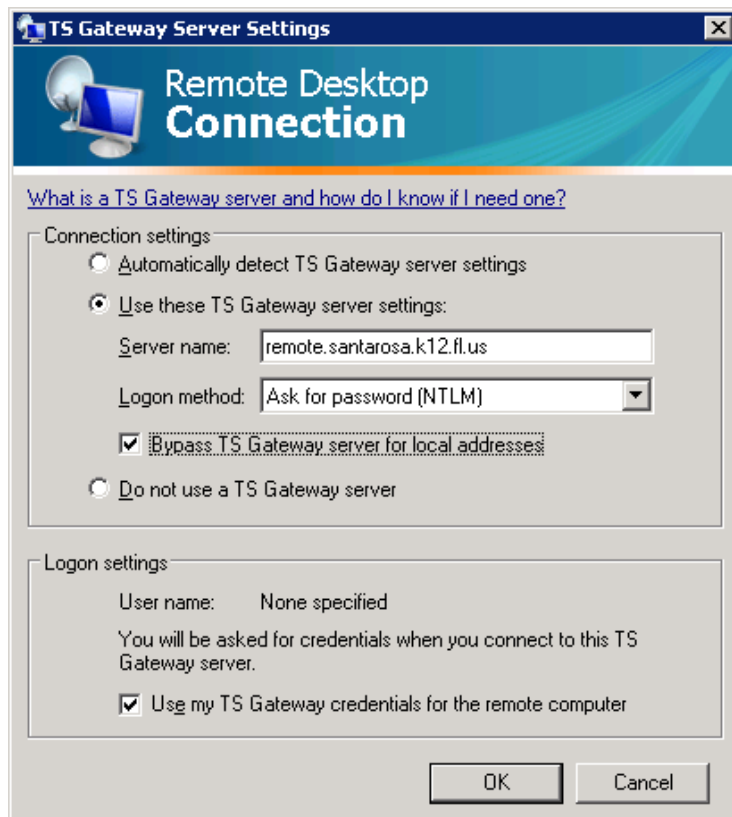 TS Gateway Server Settings
Remote Desktop
Connection
What is a TS Gateway server and how do I know if I need one?
Connection settings
Automatically detect TS Gateway server settings
Use these TS Gateway server settings:
Server name: remote.santarosa.k12.fl.us
Logon method: Ask for password (NTLM)
Bypass TS Gateway server for local addresses
Do not use a TS Gateway server
Logon settings
User name: None specified
You will be asked for credentials when you connect to this TS
Gateway server.
Use my TS Gateway credentials for the remote computer
OK Cancel